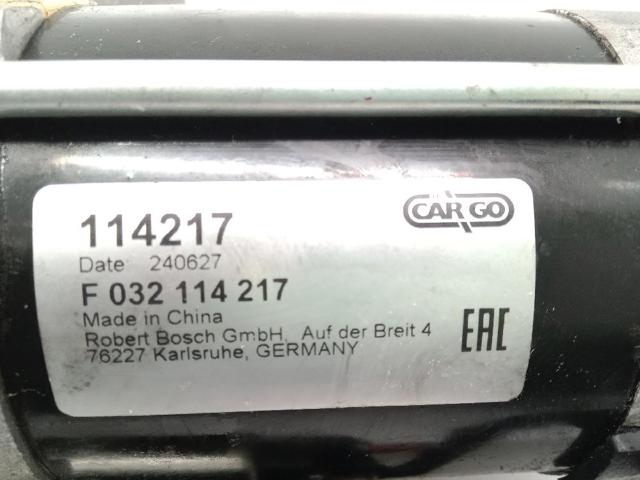 114217
CARGO
Date: 240627
F 032 114 217
Made in China
Robert Bosch GmbH, Auf der Breit 4
76227 Karlsruhe, GERMANY
EAC